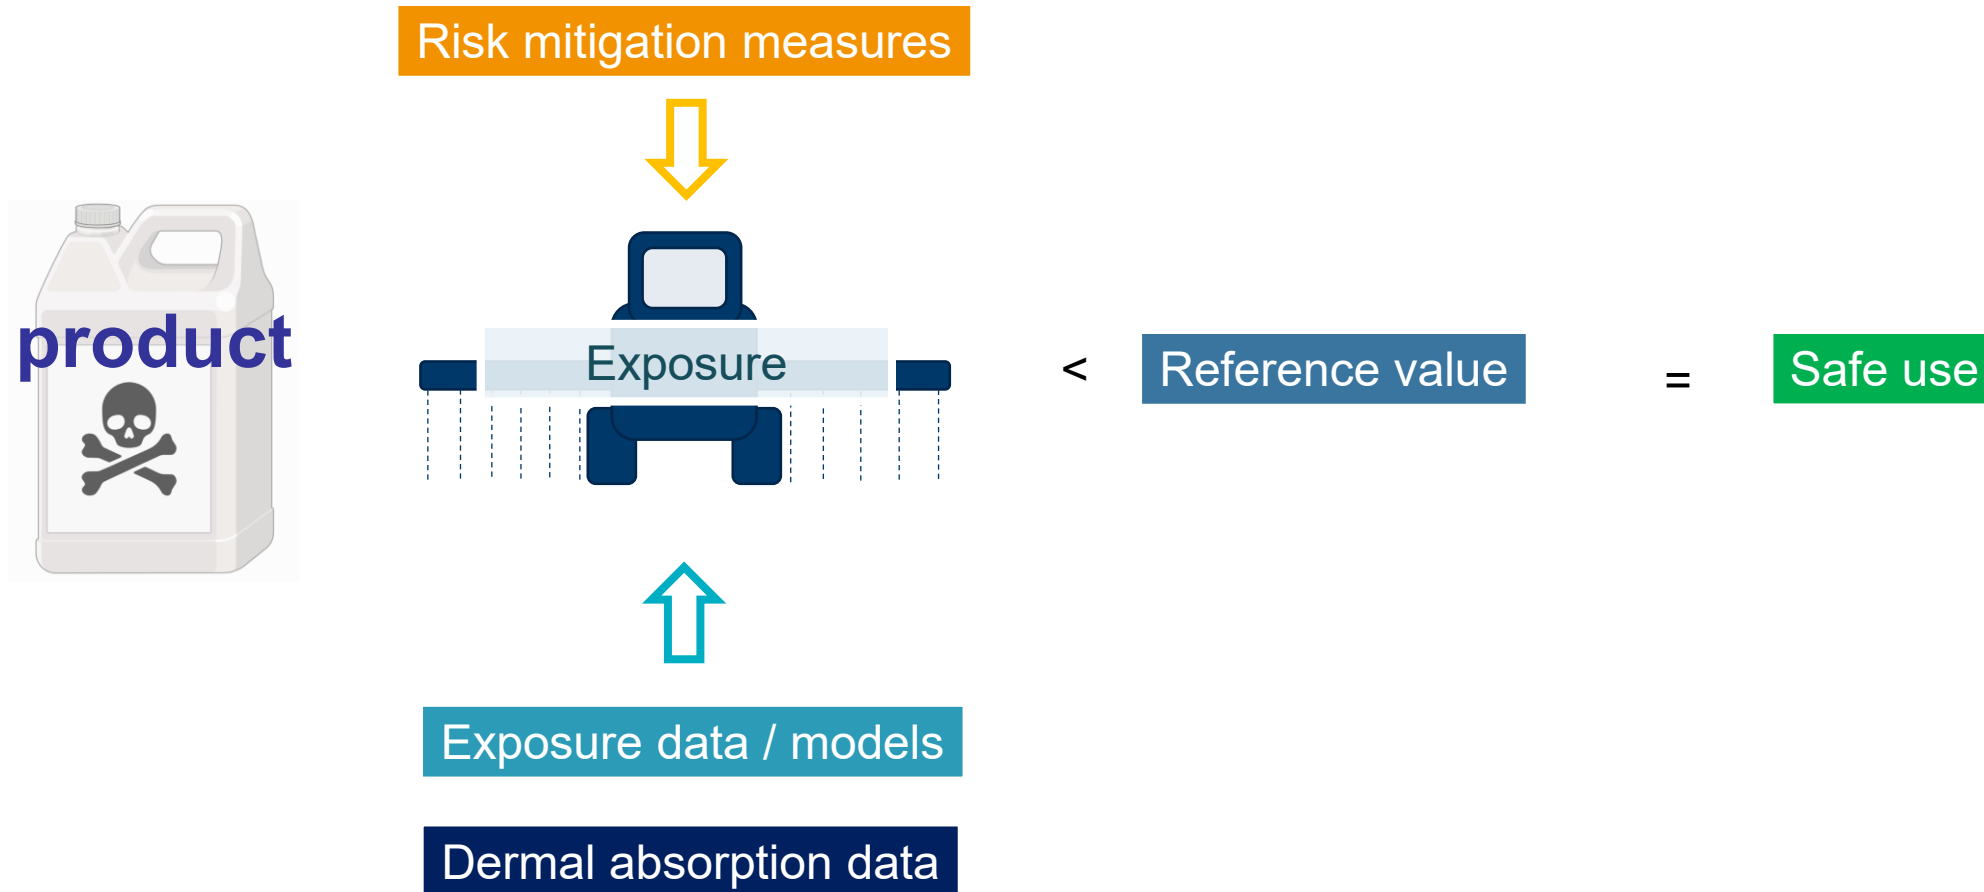 Risk mitigation measures
product
Exposure
<
Reference value
=
Safe use
Exposure data / models
Dermal absorption data